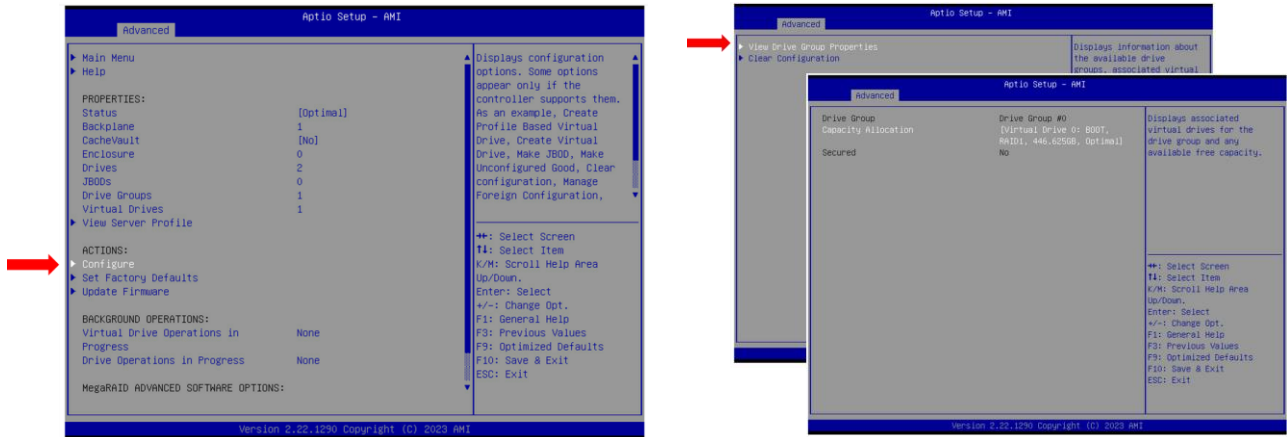 Aptio Setup - AMI
Advanced
Main Menu
Help
PROPERTIES:
Status [Optimal]
Backplane 1
CacheVault [No]
Enclosure 0
Drives 2
JBODs 0
Drive Groups 1
Virtual Drives 1
View Server Profile
ACTIONS:
Configure
Set Factory Defaults
Update Firmware
BACKGROUND OPERATIONS:
Virtual Drive Operations in None
Progress
Drive Operations in Progress None
MegaRAID ADVANCED SOFTWARE OPTIONS:
Displays configuration
options. Some options
appear only if the
controller supports them.
As an example, Create
Profile Based Virtual
Drive, Create Virtual
Drive, Make JBOD, Make
Unconfigured Good, Clear
configuration, Manage
Foreign Configuration,
→←: Select Screen
↑↓: Select Item
K/M: Scroll Help Area
Up/Down.
Enter: Select
+/-: Change Opt.
F1: General Help
F3: Previous Values
F9: Optimized Defaults
F10: Save & Exit
ESC: Exit
Version 2.22.1290 Copyright (C) 2023 AMI
Aptio Setup - AMI
Advanced
View Drive Group Properties
Clear Configuration
Displays information about
the available drive
groups, associated virtual
Aptio Setup - AMI
Advanced
Drive Group Drive Group #0
Capacity Allocation [Virtual Drive 0: BOOT,
RAID1, 446.625GB, Optimal]
Secured No
Displays associated
virtual drives for the
drive group and any
available free capacity.
→←: Select Screen
↑↓: Select Item
K/M: Scroll Help Area
Up/Down.
Enter: Select
+/-: Change Opt.
F1: General Help
F3: Previous Values
F9: Optimized Defaults
F10: Save & Exit
ESC: Exit
Version 2.22.1290 Copyright (C) 2023 AMI